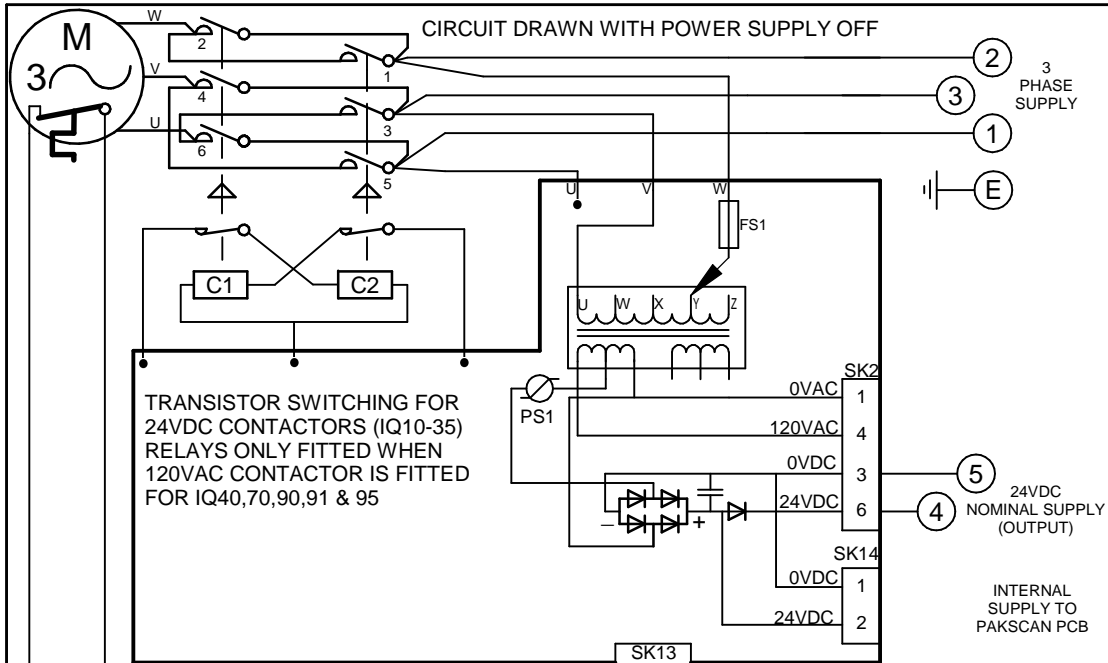 CIRCUIT DRAWN WITH POWER SUPPLY OFF
W
M
3
V
U
2
1
4
3
6
5
2
3
1
E
3
PHASE
SUPPLY
U
V
W
FS1
C1
C2
U
W
X
Y
Z
TRANSISTOR SWITCHING FOR
24VDC CONTACTORS (IQ10-35)
RELAYS ONLY FITTED WHEN
120VAC CONTACTOR IS FITTED
FOR IQ40,70,90,91 & 95
PS1
SK2
0VAC
1
120VAC
4
0VDC
3
24VDC
6
5
4
24VDC
NOMINAL SUPPLY
(OUTPUT)
–
+
SK14
0VDC
1
24VDC
2
INTERNAL
SUPPLY TO
PAKSCAN PCB
SK13